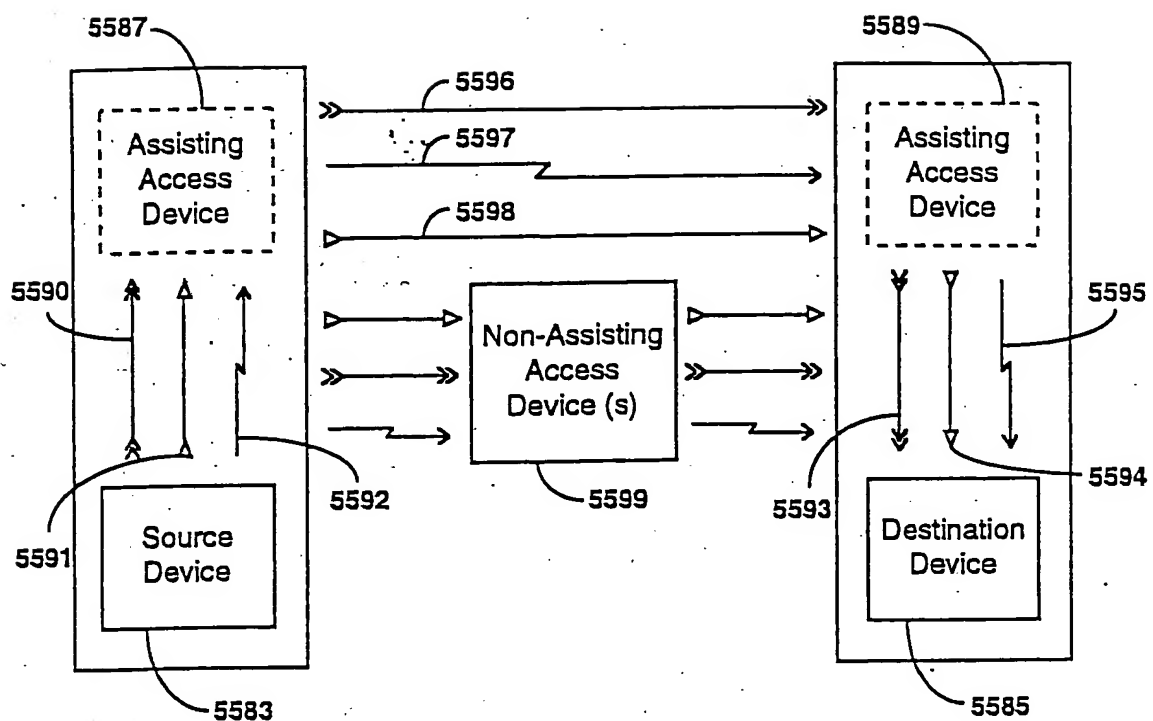 5587
5589
5596
Assisting
Access
Device
5597
Assisting
Access
Device
5598
5590
5595
Non-Assisting
Access
Device (s)
5592
5599
5593
5594
5591
Source
Device
Destination
Device
5583
5585